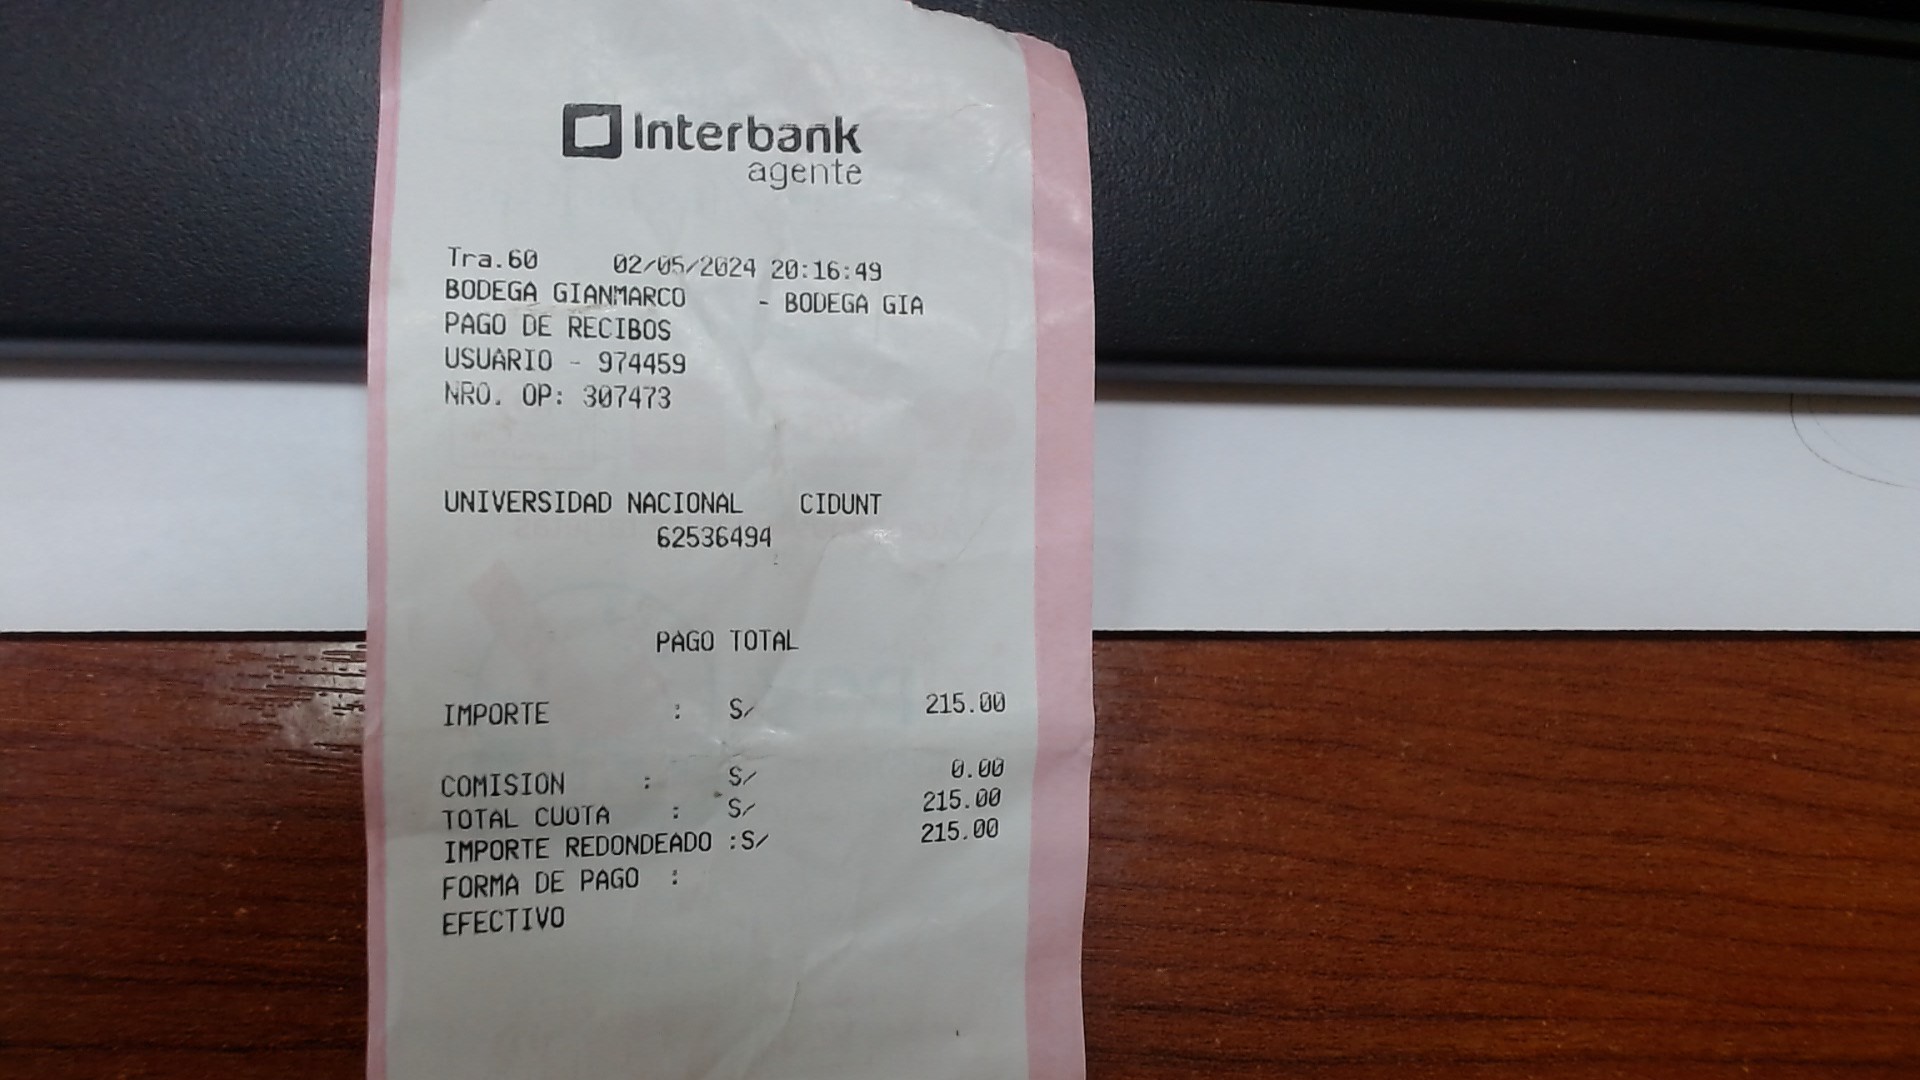 Interbank
agente
Tra.60 02/05/2024 20:16:49
BODEGA GIANMARCO - BODEGA GIA
PAGO DE RECIBOS
USUARIO - 974459
NRO. OP: 307473
UNIVERSIDAD NACIONAL CIDUNT
62536494
PAGO TOTAL
IMPORTE : S/ 215.00
COMISION : S/ 0.00
TOTAL CUOTA : S/ 215.00
IMPORTE REDONDEADO :S/ 215.00
FORMA DE PAGO :
EFECTIVO